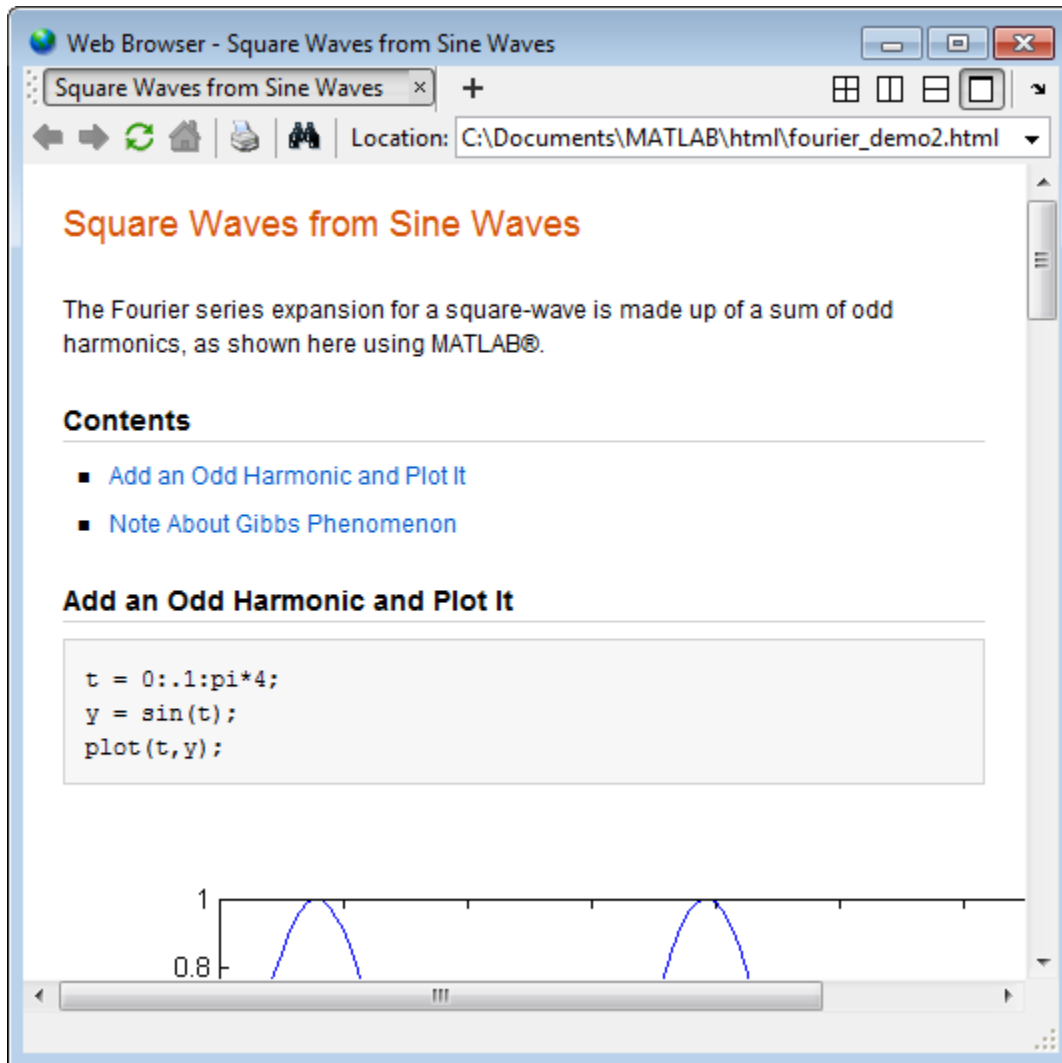 Web Browser - Square Waves from Sine Waves
Square Waves from Sine Waves
Location: C:\Documents\MATLAB\html\fourier_demo2.html
Square Waves from Sine Waves
The Fourier series expansion for a square-wave is made up of a sum of odd
harmonics, as shown here using MATLAB®.
Contents
Add an Odd Harmonic and Plot It
Note About Gibbs Phenomenon
Add an Odd Harmonic and Plot It
t = 0:.1:pi*4;
y = sin(t);
plot(t,y);
1
0.8